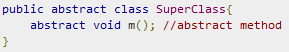 public abstract class SuperClass{
    abstract void m(); //abstract method
}